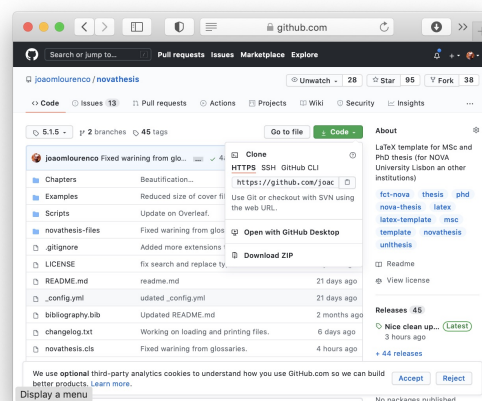 github.com
Search or jump to...
Pull requests Issues Marketplace Explore
joaomlourenco / novathesis
Unwatch 28 Star 95 Fork 38
Code Issues 13 Pull requests Actions Projects Wiki Security Insights
5.1.5 2 branches 45 tags Go to file Code
joaomlourenco Fixed warining from glo...
Chapters Beautification...
Examples Reduced size of cover fil
Scripts Update on Overleaf.
novathesis-files Fixed warining from glos
.gitignore Added more extensions
LICENSE fix search and replace ty
README.md readme.md 21 days ago
_config.yml udated _config.yml 21 days ago
bibliography.bib Updated README.md 2 months ago
changelog.txt Working on loading and printing files. 6 days ago
novathesis.cls Fixed warining from glossaries. 4 hours ago
Clone
HTTPS SSH GitHub CLI
https://github.com/joac
Use Git or checkout with SVN using
the web URL.
Open with GitHub Desktop
Download ZIP
About
LaTeX template for MSc and
PhD thesis (for NOVA
University Lisbon an other
institutions)
fct-nova thesis phd
nova-thesis latex
latex-template msc
template novathesis
unlthesis
Readme
View license
Releases 45
Nice clean up... Latest
3 hours ago
+ 44 releases
We use optional third-party analytics cookies to understand how you use GitHub.com so we can build
better products. Learn more.
Accept Reject
Display a menu
No packages published